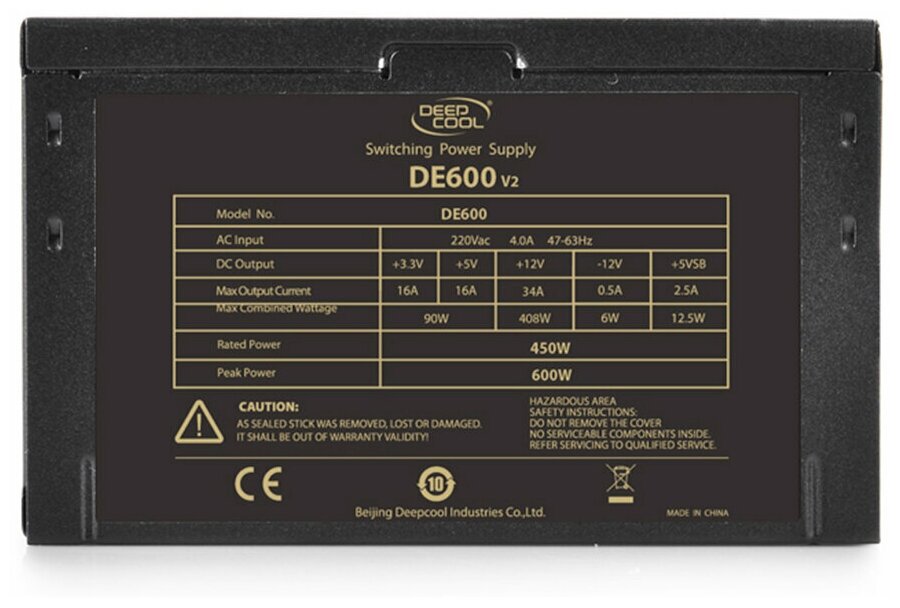 DEEP
COOL®
Switching Power Supply
DE600 V2
Model No. DE600
AC Input 220Vac 4.0A 47-63Hz
DC Output +3.3V +5V +12V -12V +5VSB
Max Output Current 16A 16A 34A 0.5A 2.5A
Max Combined Wattage 90W 408W 6W 12.5W
Rated Power 450W
Peak Power 600W
CAUTION:
AS SEALED STICK WAS REMOVED, LOST OR DAMAGED.
IT SHALL BE OUT OF WARRANTY VALIDITY!
HAZARDOUS AREA
SAFETY INSTRUCTIONS:
DO NOT REMOVE THE COVER
NO SERVICEABLE COMPONENTS INSIDE.
REFER SERVICING TO QUALIFIED SERVICE.
CE
10
Beijing Deepcool Industries Co.,Ltd.
MADE IN CHINA